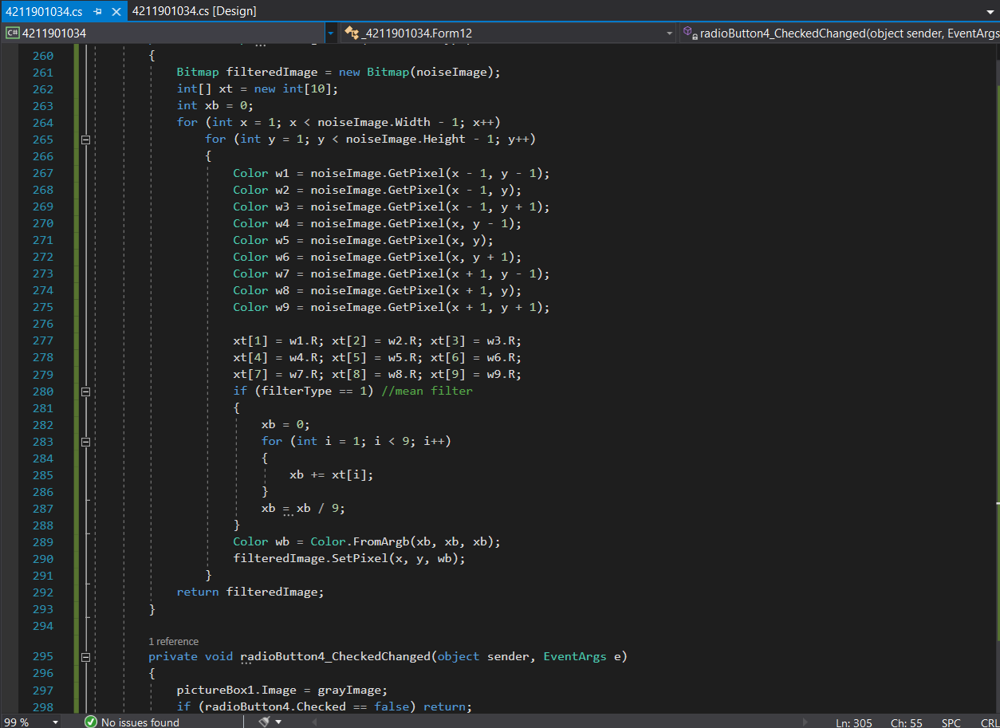 4211901034.cs 4211901034.cs [Design]
C# 4211901034 _4211901034.Form12 radioButton4_CheckedChanged(object sender, EventArgs
260 {
261 Bitmap filteredImage = new Bitmap(noiseImage);
262 int[] xt = new int[10];
263 int xb = 0;
264 for (int x = 1; x < noiseImage.Width - 1; x++)
265 for (int y = 1; y < noiseImage.Height - 1; y++)
266 {
267 Color w1 = noiseImage.GetPixel(x - 1, y - 1);
268 Color w2 = noiseImage.GetPixel(x - 1, y);
269 Color w3 = noiseImage.GetPixel(x - 1, y + 1);
270 Color w4 = noiseImage.GetPixel(x, y - 1);
271 Color w5 = noiseImage.GetPixel(x, y);
272 Color w6 = noiseImage.GetPixel(x, y + 1);
273 Color w7 = noiseImage.GetPixel(x + 1, y - 1);
274 Color w8 = noiseImage.GetPixel(x + 1, y);
275 Color w9 = noiseImage.GetPixel(x + 1, y + 1);
276
277 xt[1] = w1.R; xt[2] = w2.R; xt[3] = w3.R;
278 xt[4] = w4.R; xt[5] = w5.R; xt[6] = w6.R;
279 xt[7] = w7.R; xt[8] = w8.R; xt[9] = w9.R;
280 if (filterType == 1) //mean filter
281 {
282 xb = 0;
283 for (int i = 1; i < 9; i++)
284 {
285 xb += xt[i];
286 }
287 xb = xb / 9;
288 }
289 Color wb = Color.FromArgb(xb, xb, xb);
290 filteredImage.SetPixel(x, y, wb);
291 }
292 return filteredImage;
293 }
294
1 reference
295 private void radioButton4_CheckedChanged(object sender, EventArgs e)
296 {
297 pictureBox1.Image = grayImage;
298 if (radioButton4.Checked == false) return;
99 % No issues found Ln: 305 Ch: 55 SPC CRL